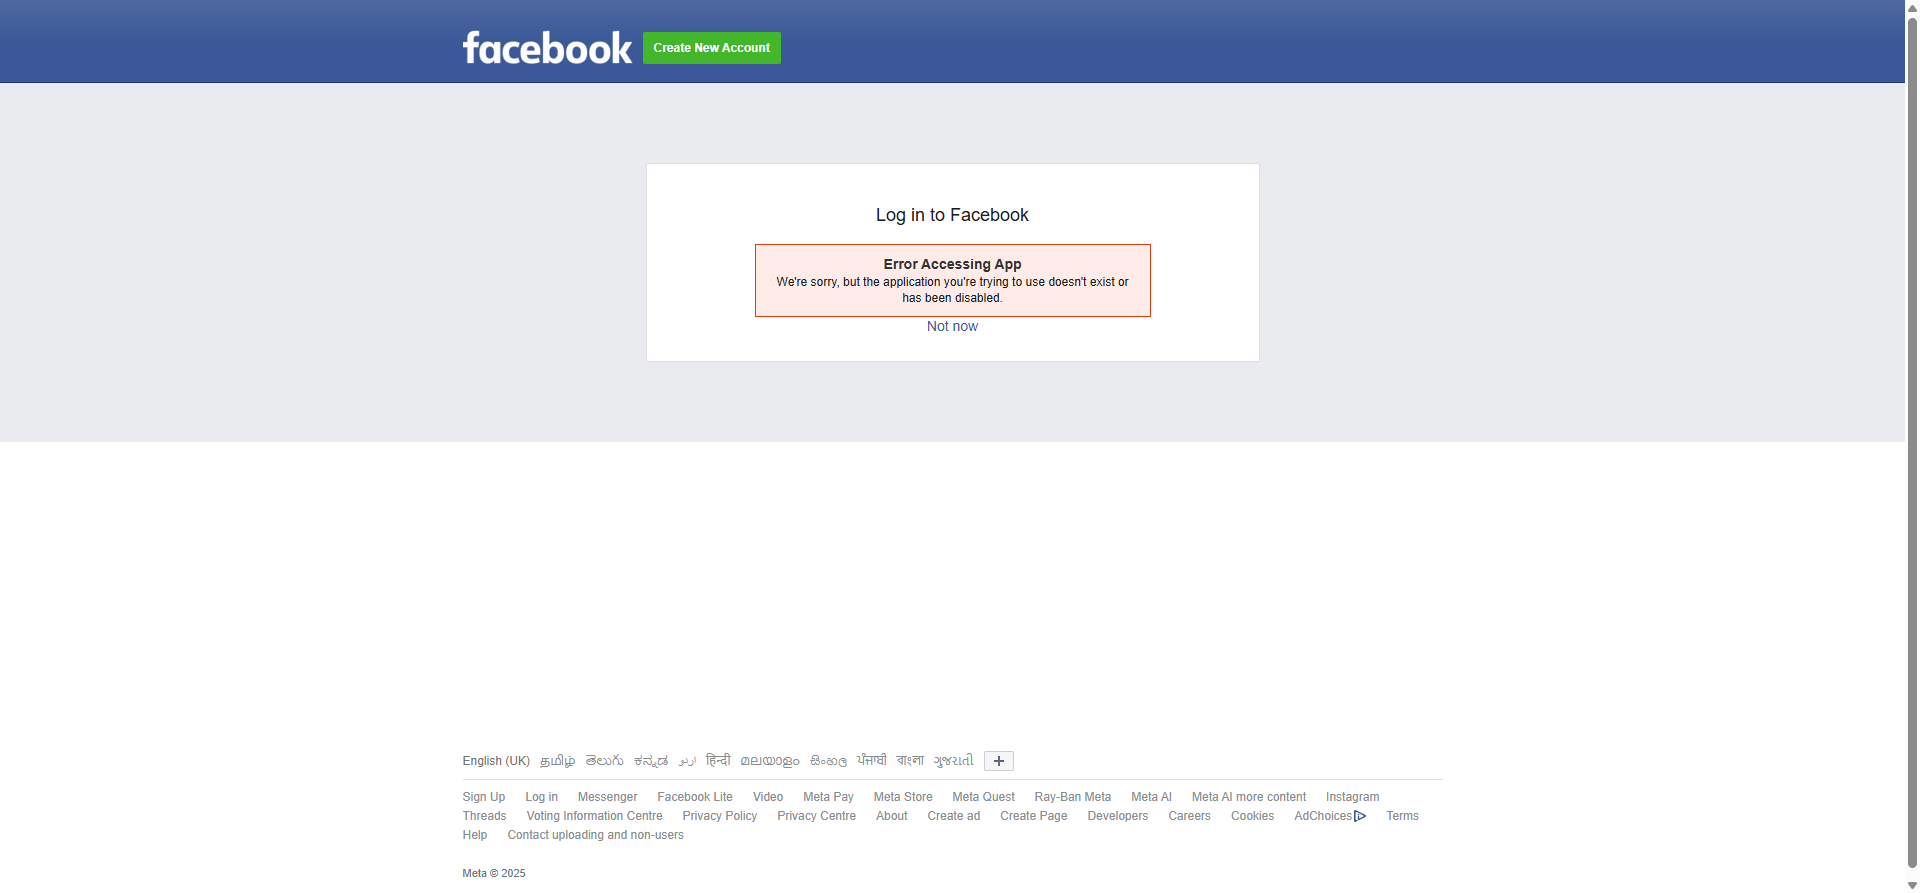 facebook Create New Account
Log in to Facebook
Error Accessing App
We're sorry, but the application you're trying to use doesn't exist or
has been disabled.
Not now
English (UK) தமிழ் తెలుగు ಕನ್ನಡ اردو हिन्दी മലയാളം සිංහල ਪੰਜਾਬੀ বাংলা ગુજરાતી
Sign Up Log in Messenger Facebook Lite Video Meta Pay Meta Store Meta Quest Ray-Ban Meta Meta AI Meta AI more content Instagram
Threads Voting Information Centre Privacy Policy Privacy Centre About Create ad Create Page Developers Careers Cookies AdChoices Terms
Help Contact uploading and non-users
Meta © 2025